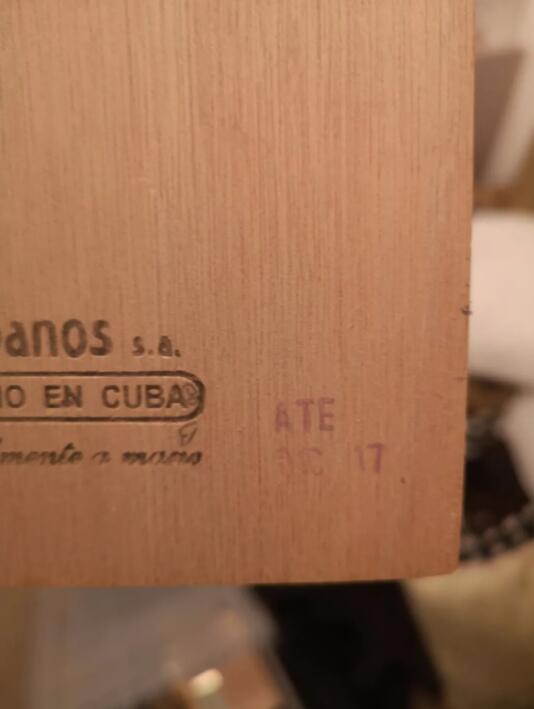 anos s.a.
O EN CUBA
mente a mano
ATE
17